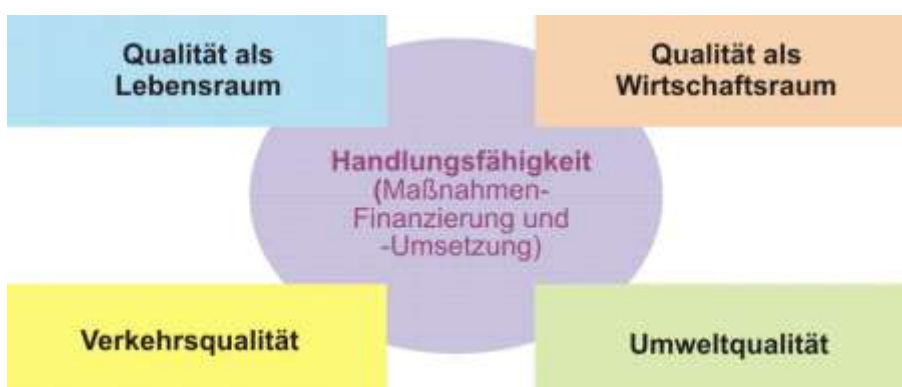 Qualität als
Lebensraum
Qualität als
Wirtschaftsraum
Handlungsfähigkeit
(Maßnahmen-
Finanzierung und
-Umsetzung)
Verkehrsqualität
Umweltqualität